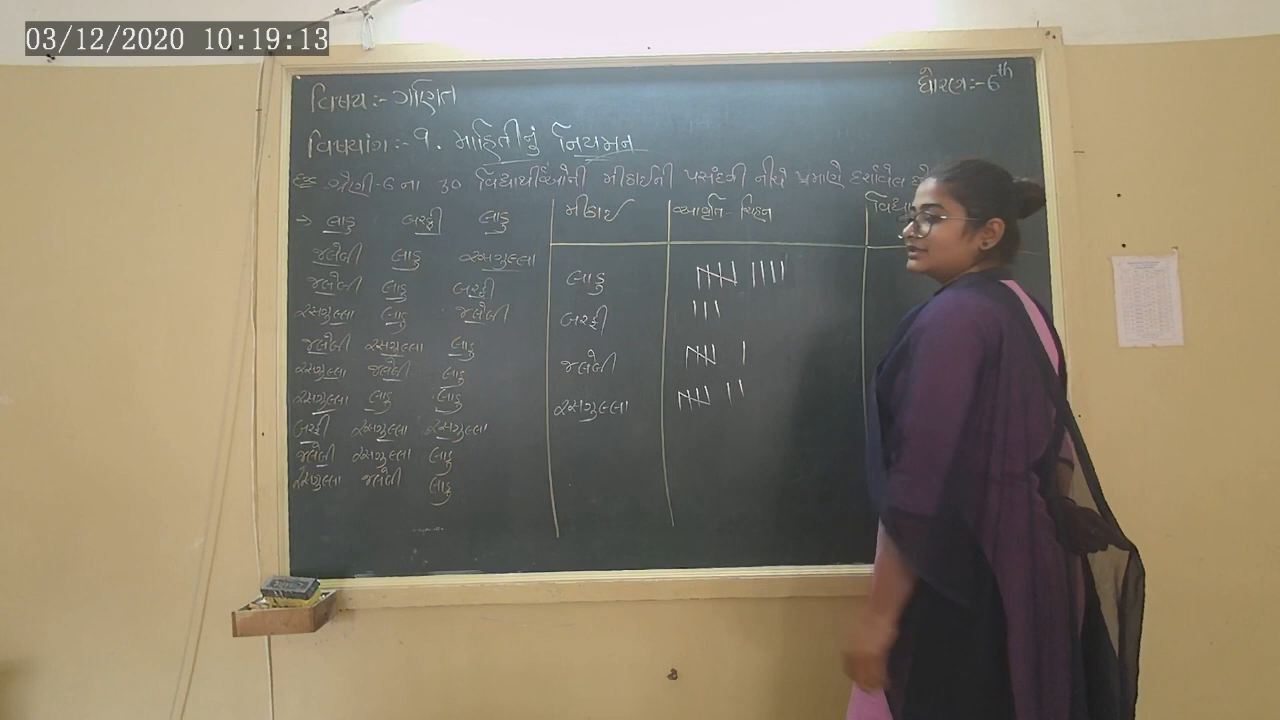 03/12/2020 10:19:13
વિષય:- ગણિત
ધોરણ:- 6th
વિષયાંગ:- ૧. માહિતીનું નિયમન
શ્રેણી-6 ના ૩૦ વિદ્યાર્થીઓની મીઠાઈની પસંદગી નીચે પ્રમાણે દર્શાવેલ છે
→ લાડુ બરફી લાડુ
જલેબી લાડુ રસગુલ્લા
જલેબી લાડુ બરફી
રસગુલ્લા લાડુ જલેબી
જલેબી રસગુલ્લા લાડુ
રસગુલ્લા જલેબી લાડુ
રસગુલ્લા લાડુ લાડુ
બરફી રસગુલ્લા રસગુલ્લા
જલેબી રસગુલ્લા લાડુ
રસગુલ્લા જલેબી લાડુ
મીઠાઈ આવૃત્તિ-ચિહ્ન
લાડુ
બરફી
જલેબી
રસગુલ્લા